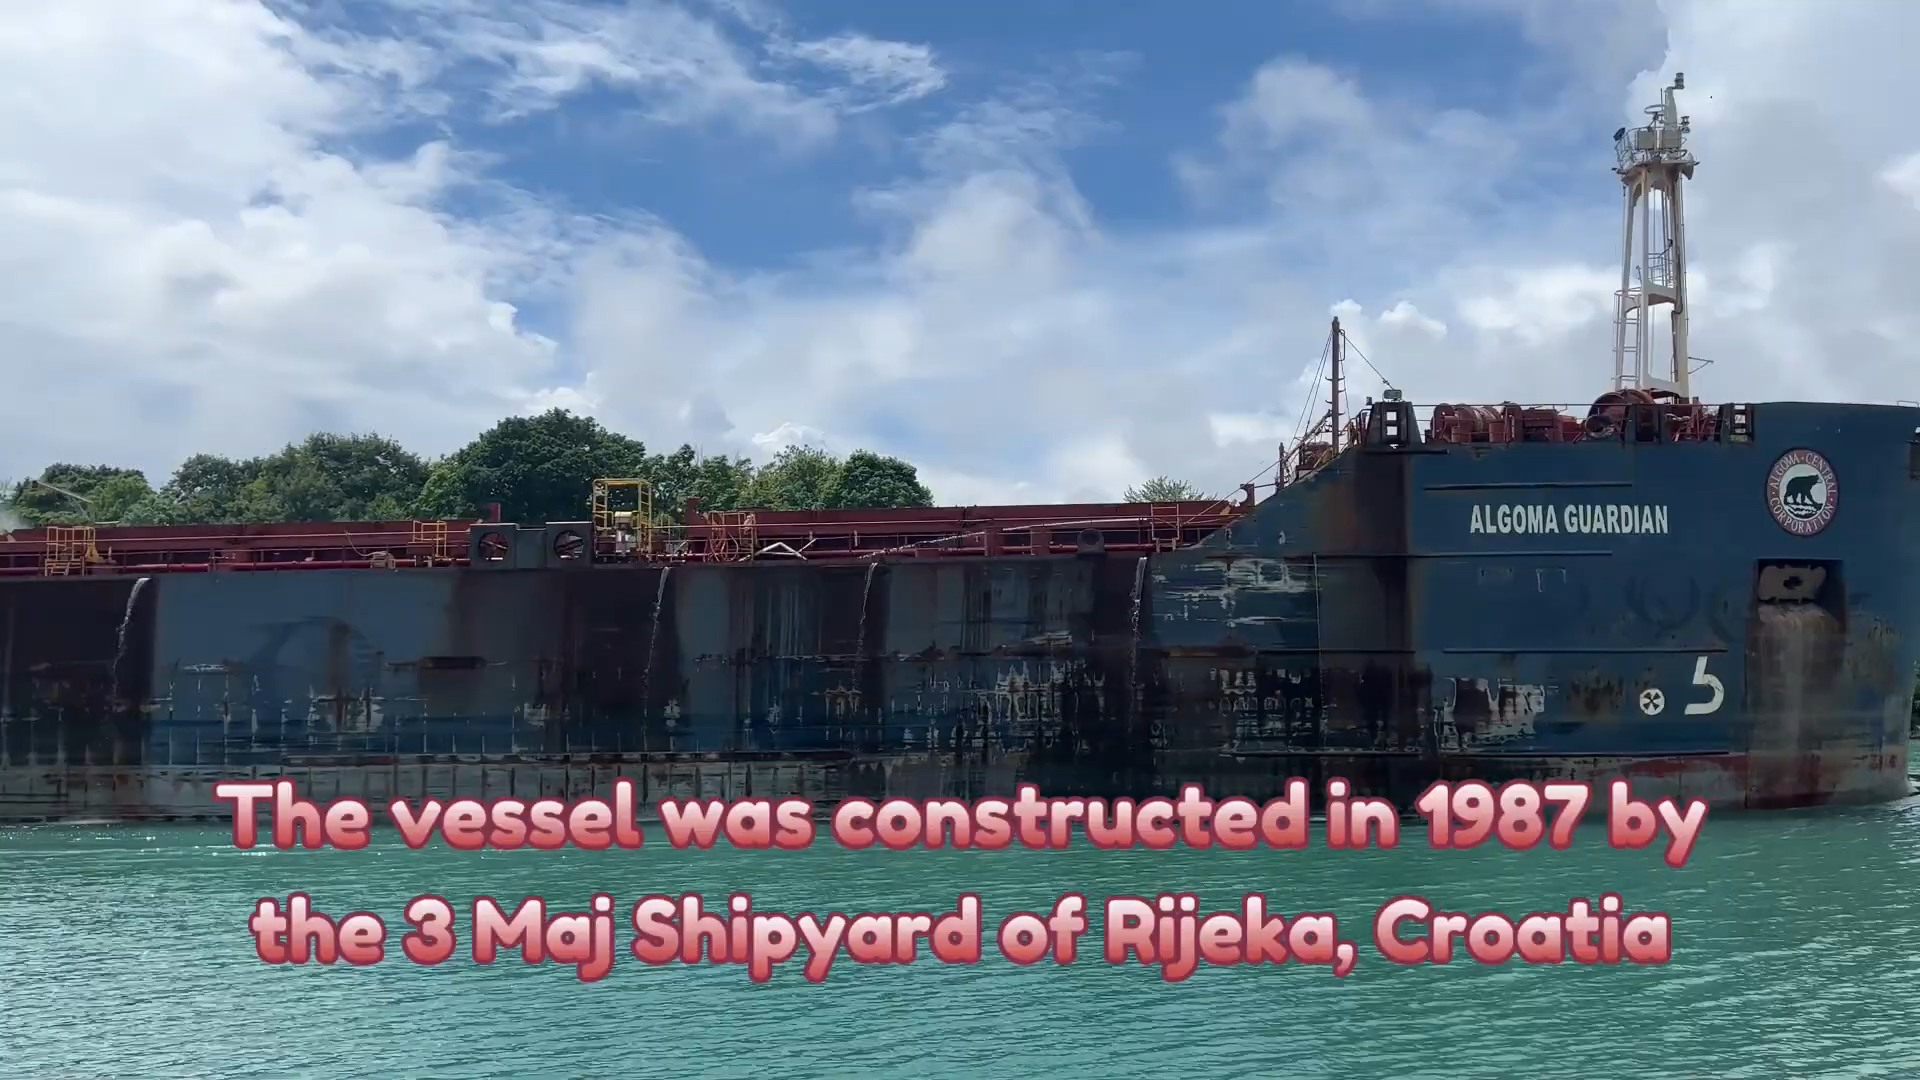 ALGOMA GUARDIAN
ALGOMA · CENTRAL
CORPORATION
5
The vessel was constructed in 1987 by
the 3 Maj Shipyard of Rijeka, Croatia